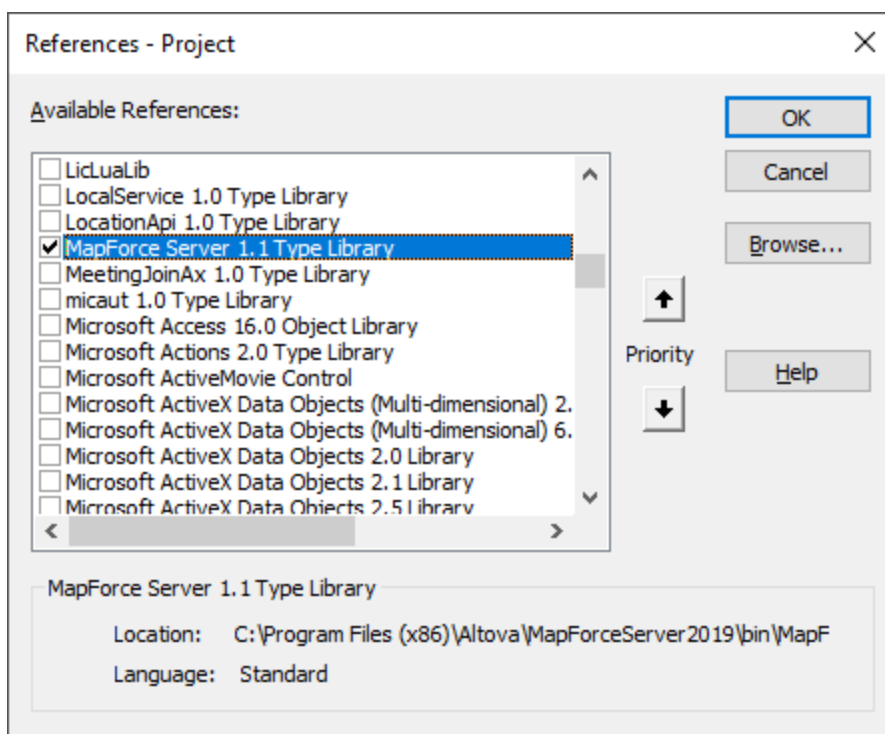 References - Project
Available References:
LicLuaLib
LocalService 1.0 Type Library
LocationApi 1.0 Type Library
MapForce Server 1.1 Type Library
MeetingJoinAx 1.0 Type Library
micaut 1.0 Type Library
Microsoft Access 16.0 Object Library
Microsoft Actions 2.0 Type Library
Microsoft ActiveMovie Control
Microsoft ActiveX Data Objects (Multi-dimensional) 2.
Microsoft ActiveX Data Objects (Multi-dimensional) 6.
Microsoft ActiveX Data Objects 2.0 Library
Microsoft ActiveX Data Objects 2.1 Library
Microsoft ActiveX Data Objects 2.5 Library
Priority
OK
Cancel
Browse...
Help
MapForce Server 1.1 Type Library
Location: C:\Program Files (x86)\Altova\MapForceServer2019\bin\MapF
Language: Standard